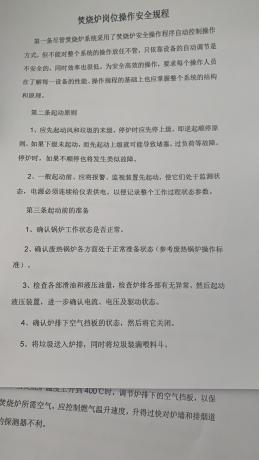 焚烧炉岗位操作安全规程
第一条尽管焚烧炉系统采用了焚烧炉安全操作程序自动控制操作
方式，但不能对整个系统的操作放任不管，只依靠设备的自动调节是
不安全的，同时效率也很低。为安全高效的操作，要求每个操作人员
在了解每一设备的性能、操作规程的基础上也应掌握整个系统的结构
和原理。
第二条起动原则
1、应先起动风和垃圾的末端，停炉时应先停上级，即逆起顺停原
则。如果下级未起动，而先起动上级就可能导致堵塞、过负荷等故障。
停炉时，如果不顺停也将发生类似故障。
2、一般起动前，应将报警、监视装置先起动，使它们处于监测状
态，电源必须连续给仪表供电，以便记录整个工作过程状态参数。
第三条起动前的准备
1、确认锅炉工作状态是否正常。
2、确认废热锅炉各方面处于正常准备状态（参考废热锅炉操作标
准）。
3、检查各部滑油和液压油量，检查炉排各部有无异常，然后起动
液压装置，进一步确认电流、电压及驱动状态。
4、确认炉排下空气挡板的状态，然后将它关闭。
5、将垃圾送入炉排，同时将垃圾装满喂料斗。
温度上升到400℃时，调节炉排下的空气挡板，以保
焚烧炉所需空气，应控制燃气温升速度，升得过快对炉墙和排烟道
的探测器不利。